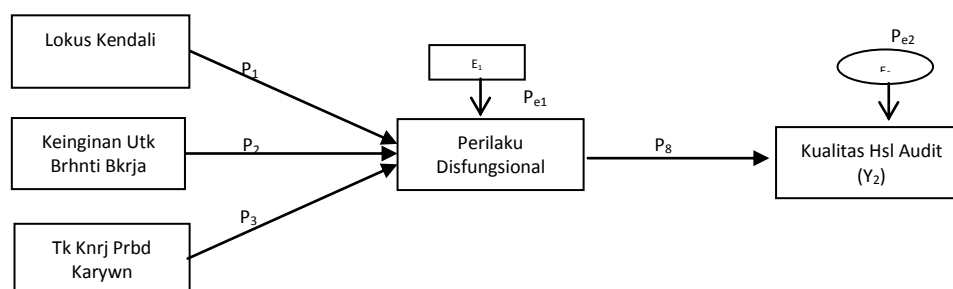 Lokus Kendali
P1
Keinginan Utk
Brhnti Bkrja
P2
Tk Knrj Prbd
Karywn
P3
E1
Pe1
Perilaku
Disfungsional
P8
Pe2
Kualitas Hsl Audit
(Y2)